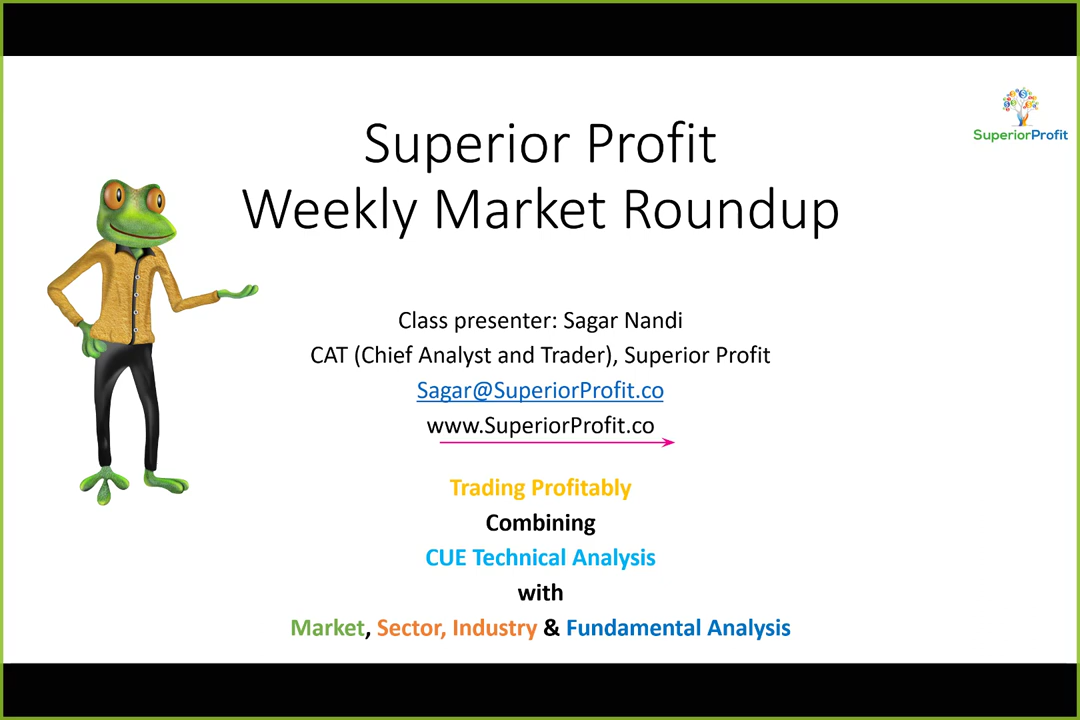 Superior Profit
Weekly Market Roundup
SuperiorProfit
Class presenter: Sagar Nandi
CAT (Chief Analyst and Trader), Superior Profit
Sagar@SuperiorProfit.co
www.SuperiorProfit.co
Trading Profitably
Combining
CUE Technical Analysis
with
Market, Sector, Industry & Fundamental Analysis